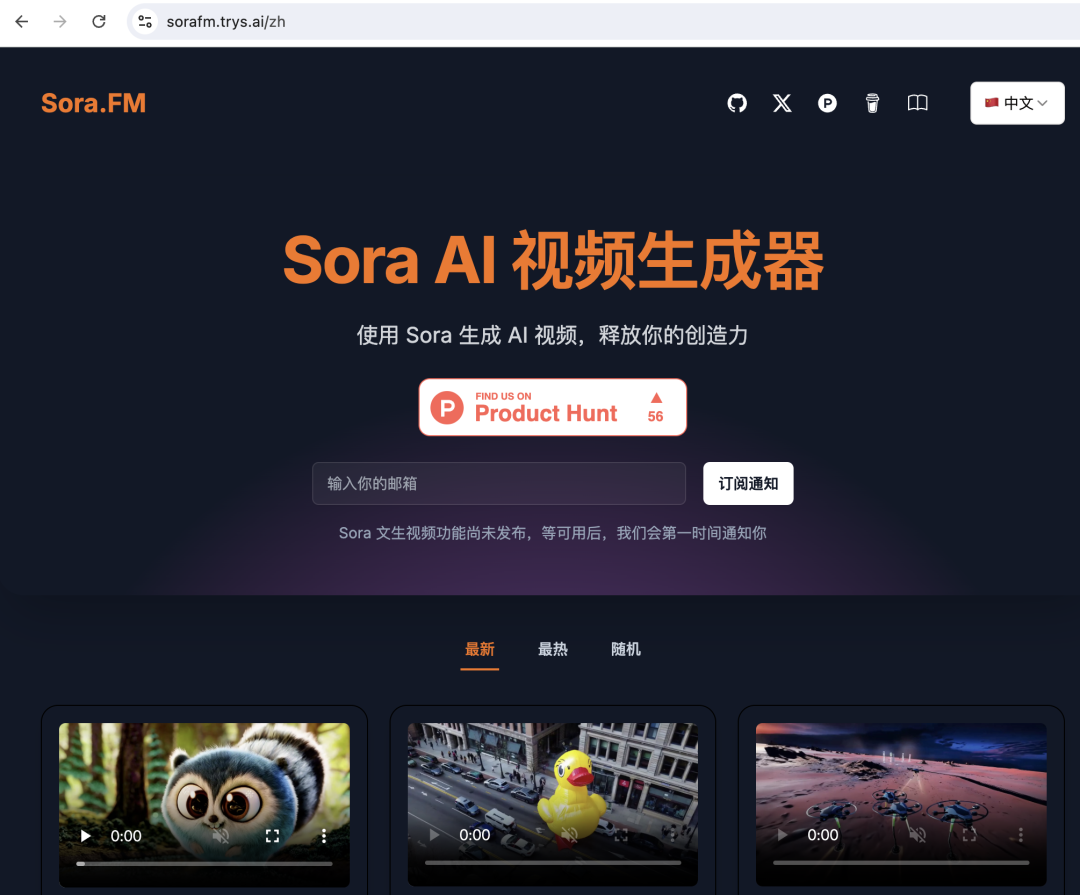 sorafm.trys.ai/zh
Sora.FM
P
中文
Sora AI 视频生成器
使用 Sora 生成 AI 视频，释放你的创造力
P
FIND US ON
Product Hunt
56
输入你的邮箱
订阅通知
Sora 文生视频功能尚未发布，等可用后，我们会第一时间通知你
最新 最热 随机
0:00 0:00 0:00